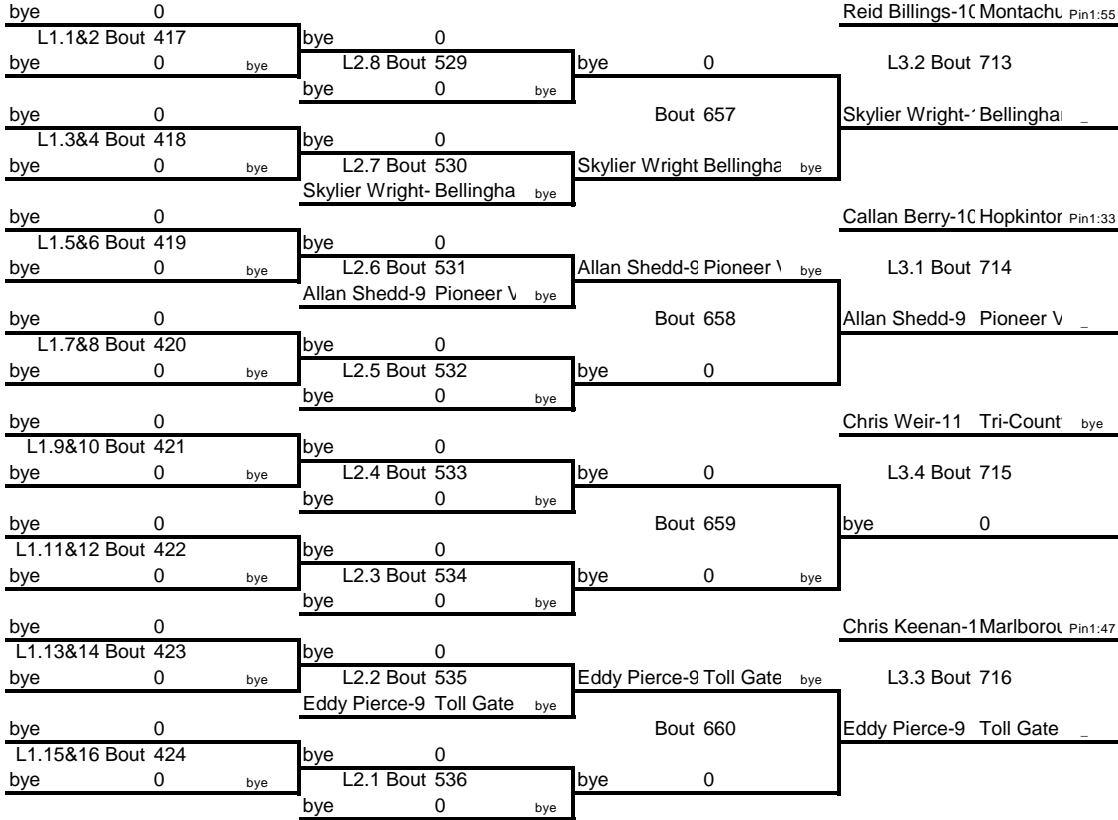 bye 0 Reid Billings-10 Montachu Pin1:55
L1.1&2 Bout 417 bye 0
bye 0 bye L2.8 Bout 529 bye 0 L3.2 Bout 713
bye 0 bye
bye 0 Bout 657 Skylier Wright- Bellingha _
L1.3&4 Bout 418 bye 0
bye 0 bye L2.7 Bout 530 Skylier Wright Bellingha bye
Skylier Wright- Bellingha bye
bye 0 Callan Berry-10 Hopkinton Pin1:33
L1.5&6 Bout 419 bye 0
bye 0 bye L2.6 Bout 531 Allan Shedd-9 Pioneer V bye L3.1 Bout 714
Allan Shedd-9 Pioneer V bye
bye 0 Bout 658 Allan Shedd-9 Pioneer V _
L1.7&8 Bout 420 bye 0
bye 0 bye L2.5 Bout 532 bye 0
bye 0 bye
bye 0 Chris Weir-11 Tri-Count bye
L1.9&10 Bout 421 bye 0
bye 0 bye L2.4 Bout 533 bye 0 L3.4 Bout 715
bye 0 bye
bye 0 Bout 659 bye 0
L1.11&12 Bout 422 bye 0
bye 0 bye L2.3 Bout 534 bye 0 bye
bye 0 bye
bye 0 Chris Keenan-1 Marlborou Pin1:47
L1.13&14 Bout 423 bye 0
bye 0 bye L2.2 Bout 535 Eddy Pierce-9 Toll Gate bye L3.3 Bout 716
Eddy Pierce-9 Toll Gate bye
bye 0 Bout 660 Eddy Pierce-9 Toll Gate _
L1.15&16 Bout 424 bye 0
bye 0 bye L2.1 Bout 536 bye 0
bye 0 bye